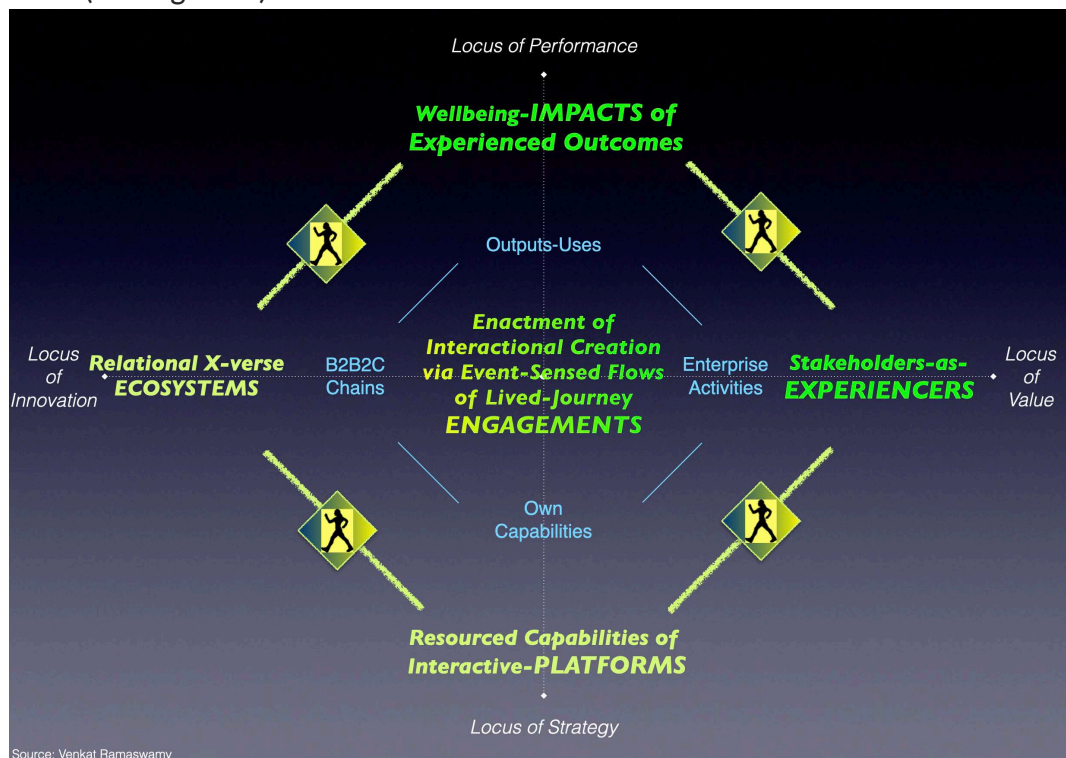 Locus of Performance
Wellbeing-IMPACTS of
Experienced Outcomes
Outputs-Uses
Enactment of
Interactional Creation
via Event-Sensed Flows
of Lived-Journey
ENGAGEMENTS
Locus
of
Innovation
Relational X-verse
ECOSYSTEMS
B2B2C
Chains
Enterprise
Activities
Stakeholders-as-
EXPERIENCERS
Locus
of
Value
Own
Capabilities
Resourced Capabilities of
Interactive-PLATFORMS
Locus of Strategy
Source: Venkat Ramaswamy